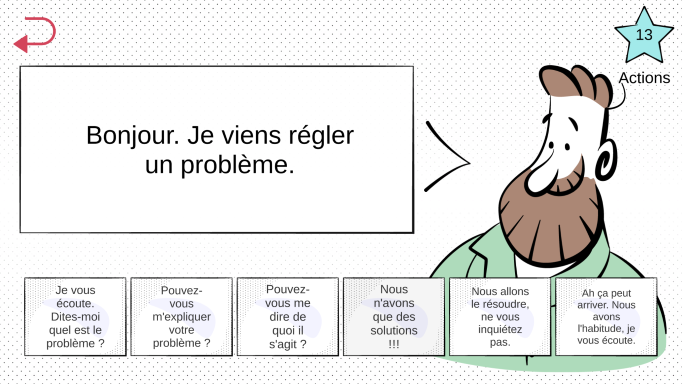 13
Actions
Bonjour. Je viens régler
un problème.
Je vous
écoute.
Dites-moi
quel est le
problème ?
Pouvez-
vous
m'expliquer
votre
problème ?
Pouvez-
vous me
dire de
quoi il
s'agit ?
Nous
n'avons
que des
solutions
!!!
Nous allons
le résoudre,
ne vous
inquiétez
pas.
Ah ça peut
arriver. Nous
avons
l'habitude, je
vous écoute.